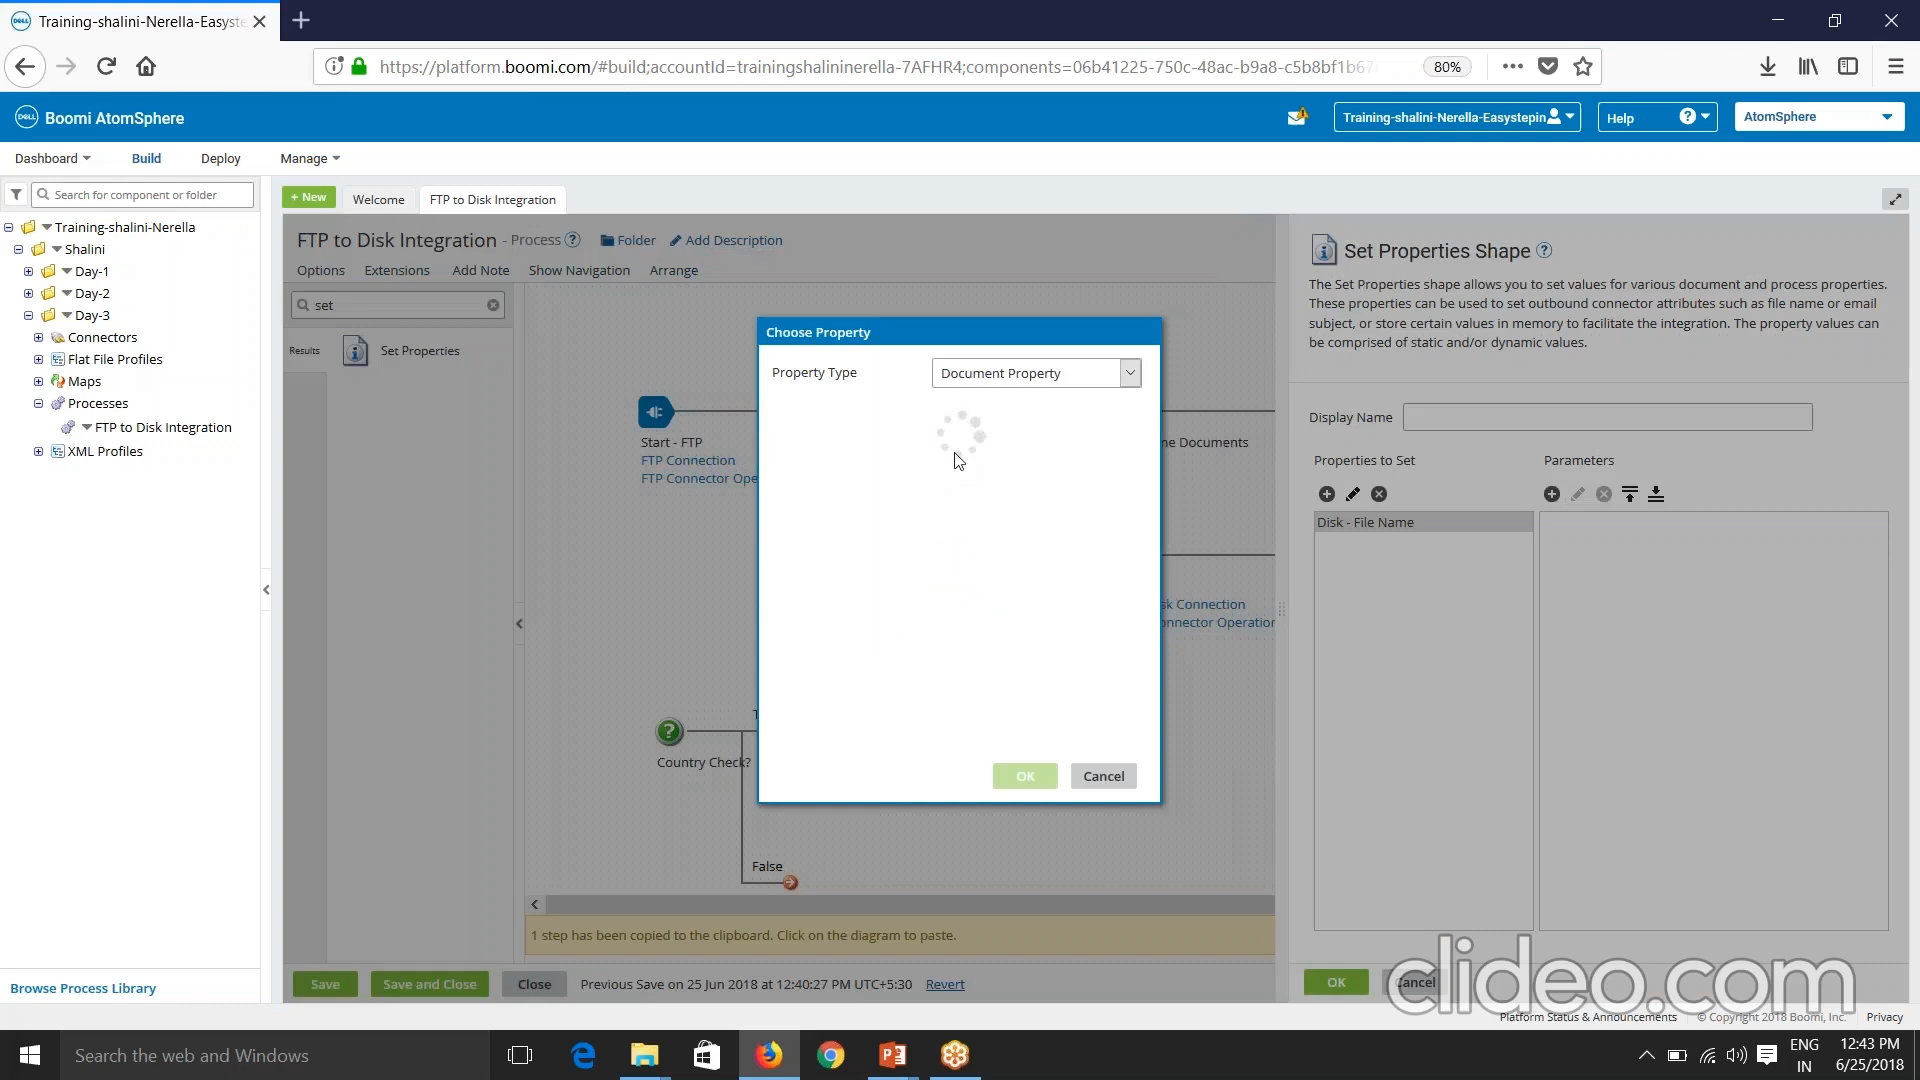 Training-shalini-Nerella-Easyste
https://platform.boomi.com/#build;accountId=trainingshalininerella-7AFHR4;components=06b41225-750c-48ac-b9a8-c5b8bf1b67
80%
Boomi AtomSphere
Training-shalini-Nerella-Easystepin
Help
AtomSphere
Dashboard
Build
Deploy
Manage
Search for component or folder
+ New
Welcome
FTP to Disk Integration
Training-shalini-Nerella
Shalini
Day-1
Day-2
Day-3
Connectors
Flat File Profiles
Maps
Processes
FTP to Disk Integration
XML Profiles
Browse Process Library
FTP to Disk Integration - Process
Folder
Add Description
Options
Extensions
Add Note
Show Navigation
Arrange
set
Results
Set Properties
Start - FTP
FTP Connection
FTP Connector Ope
ne Documents
sk Connection
onnector Operation
Country Check?
False
1 step has been copied to the clipboard. Click on the diagram to paste.
Save
Save and Close
Close
Previous Save on 25 Jun 2018 at 12:40:27 PM UTC+5:30
Revert
Choose Property
Property Type
Document Property
OK
Cancel
Set Properties Shape
The Set Properties shape allows you to set values for various document and process properties.
These properties can be used to set outbound connector attributes such as file name or email
subject, or store certain values in memory to facilitate the integration. The property values can
be comprised of static and/or dynamic values.
Display Name
Properties to Set
Parameters
Disk - File Name
OK
Cancel
clideo.com
Platform Status & Announcements
© Copyright 2018 Boomi, Inc.
Privacy
Search the web and Windows
ENG
IN
12:43 PM
6/25/2018